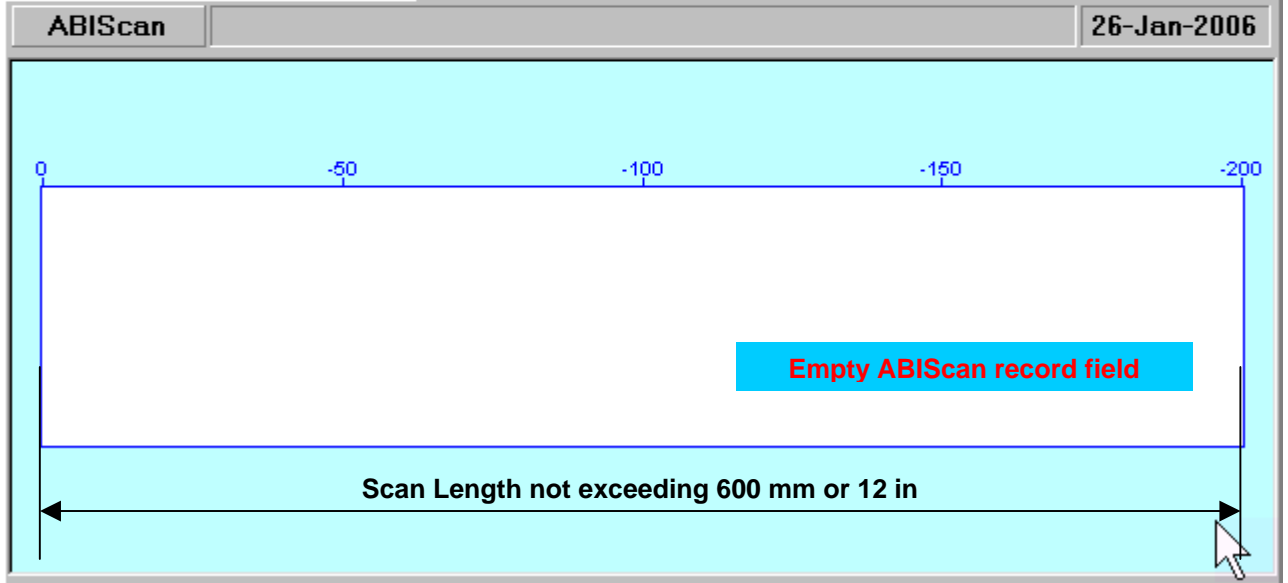 ABIScan 26-Jan-2006
0 -50 -100 -150 -200
Empty ABIScan record field
Scan Length not exceeding 600 mm or 12 in